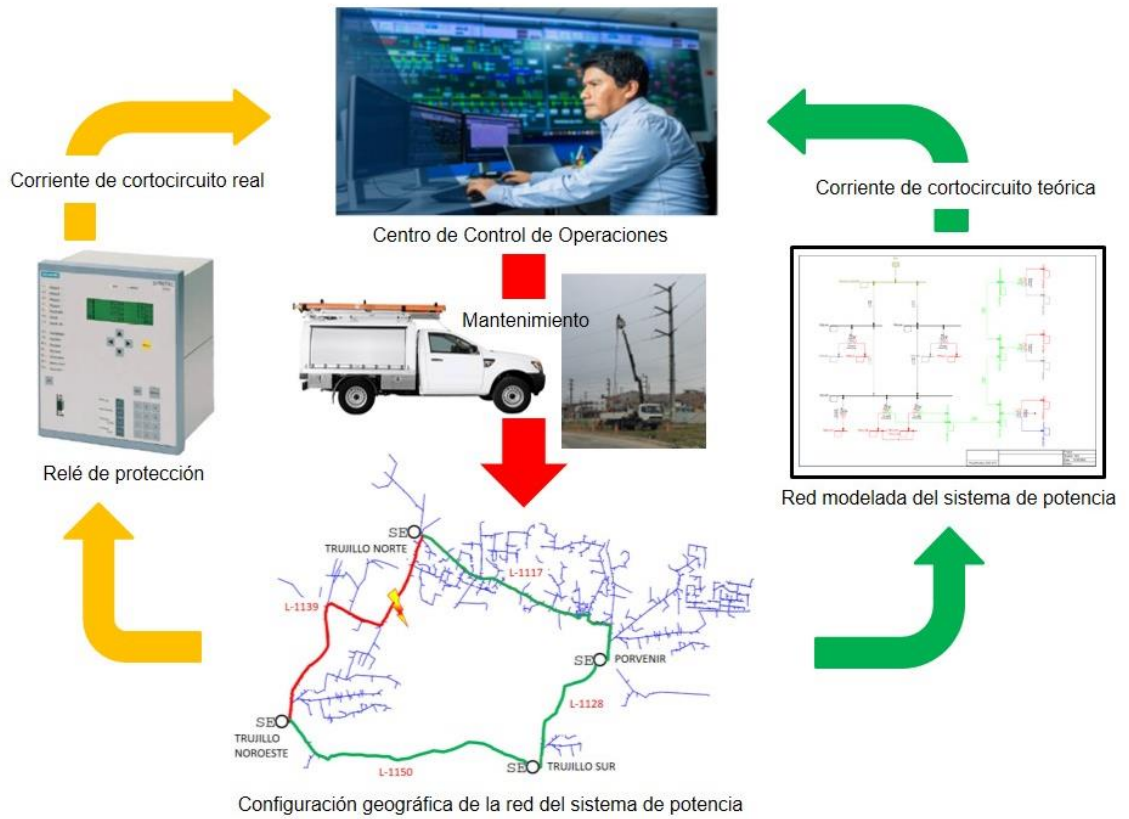 Corriente de cortocircuito real
Corriente de cortocircuito teórica
Centro de Control de Operaciones
Mantenimiento
Relé de protección
Red modelada del sistema de potencia
SE
TRUJILLO NORTE
L-1117
L-1139
SE
PORVENIR
L-1128
SE
TRUJILLO
NOROESTE
L-1150
SE
TRUJILLO SUR
Configuración geográfica de la red del sistema de potencia